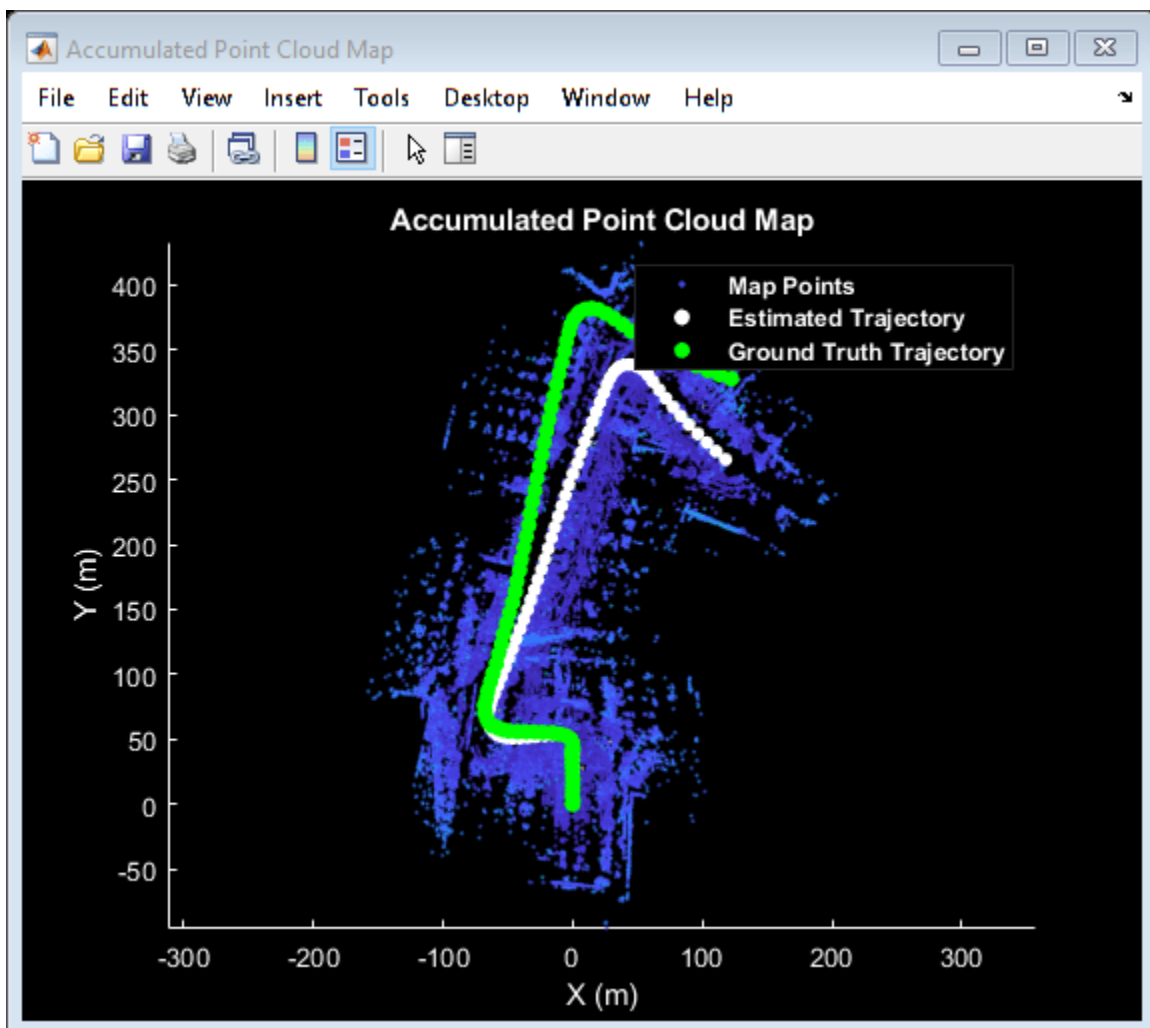 Accumulated Point Cloud Map
File Edit View Insert Tools Desktop Window Help
Accumulated Point Cloud Map
Map Points
Estimated Trajectory
Ground Truth Trajectory
400
350
300
250
200
150
100
50
0
-50
Y (m)
-300 -200 -100 0 100 200 300
X (m)